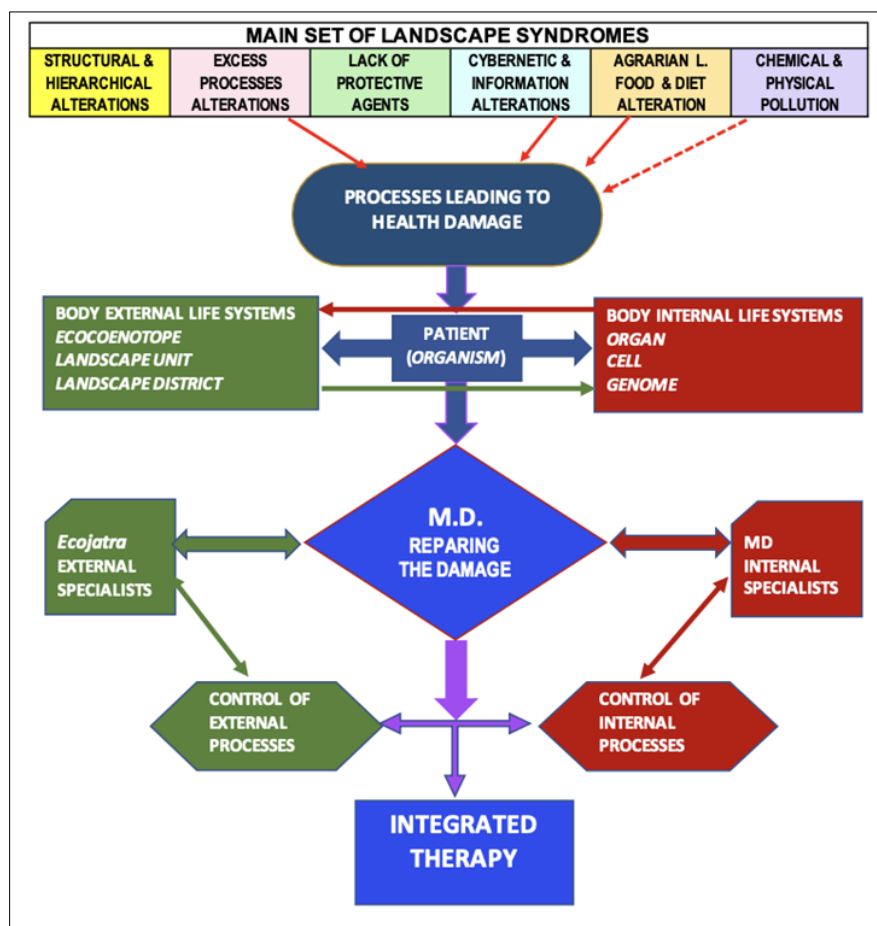 MAIN SET OF LANDSCAPE SYNDROMES
STRUCTURAL &
HIERARCHICAL
ALTERATIONS
EXCESS
PROCESSES
ALTERATIONS
LACK OF
PROTECTIVE
AGENTS
CYBERNETIC &
INFORMATION
ALTERATIONS
AGRARIAN L.
FOOD & DIET
ALTERATION
CHEMICAL &
PHYSICAL
POLLUTION
PROCESSES LEADING TO
HEALTH DAMAGE
BODY EXTERNAL LIFE SYSTEMS
ECOCOENOTOPE
LANDSCAPE UNIT
LANDSCAPE DISTRICT
PATIENT
(ORGANISM)
BODY INTERNAL LIFE SYSTEMS
ORGAN
CELL
GENOME
Ecojatra
EXTERNAL
SPECIALISTS
M.D.
REPARING
THE DAMAGE
MD
INTERNAL
SPECIALISTS
CONTROL OF
EXTERNAL
PROCESSES
CONTROL OF
INTERNAL
PROCESSES
INTEGRATED
THERAPY